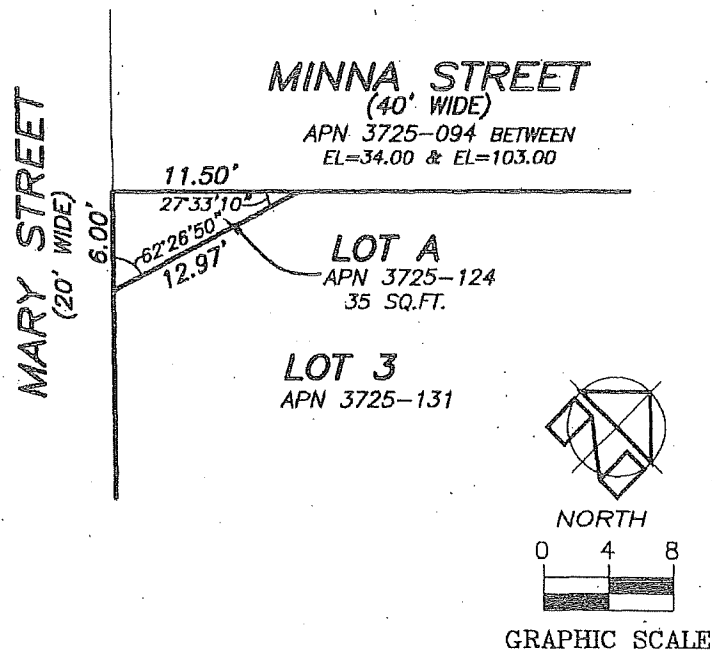 MINNA STREET
(40' WIDE)
APN 3725-094 BETWEEN
EL=34.00 & EL=103.00
MARY STREET
(20' WIDE)
11.50'
27°33'10"
6.00'
62°26'50"
12.97'
LOT A
APN 3725-124
35 SQ.FT.
LOT 3
APN 3725-131
NORTH
0 4 8
GRAPHIC SCALE